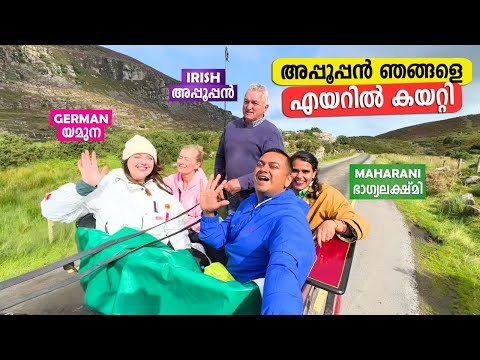 അപ്പൂപ്പൻ ഞങ്ങളെ
എയറിൽ കയറ്റി
IRISH
അപ്പൂപ്പൻ
GERMAN
യമുന
MAHARANI
ഭാഗ്യലക്ഷ്മി